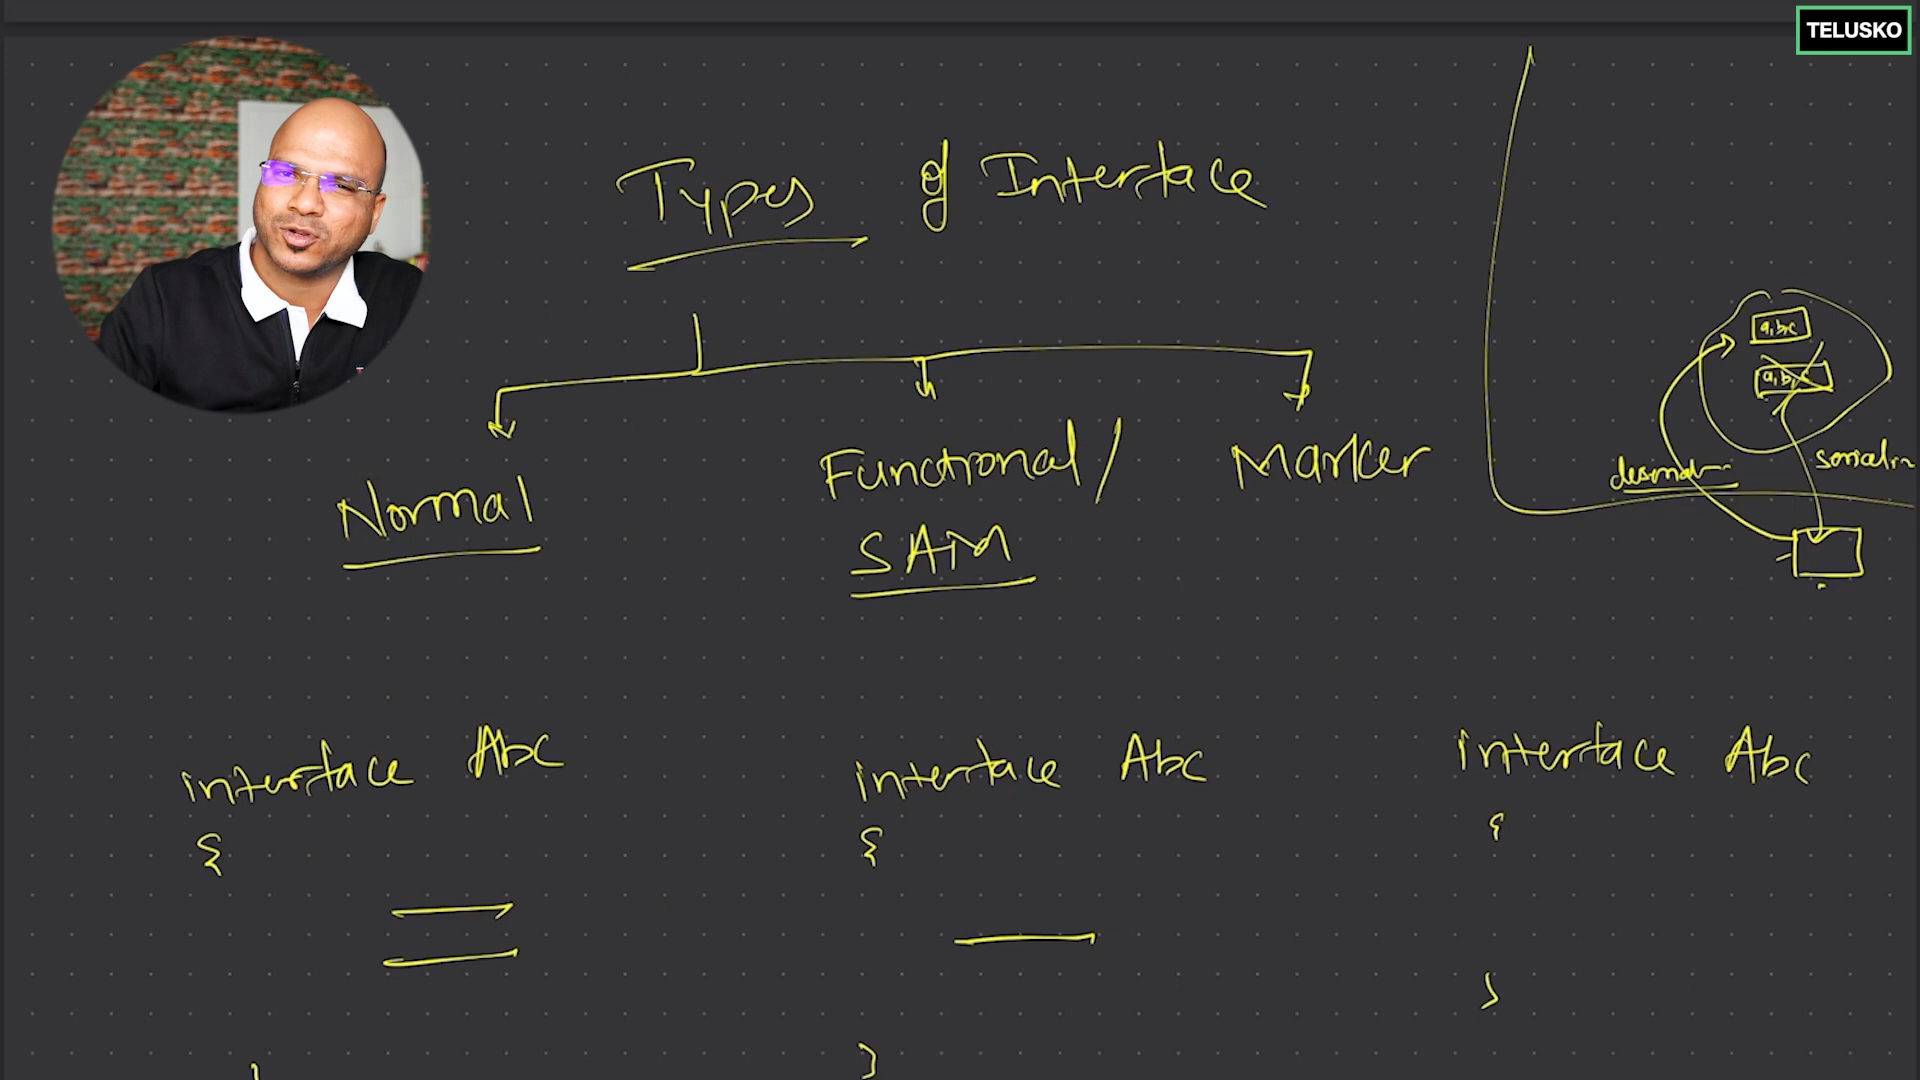 TELUSKO
Types of Interface
Normal
Functional/
SAM
Marker
a,b,c
a,b,
interface Abc
{
interface Abc
{
}
interface Abc
{
}